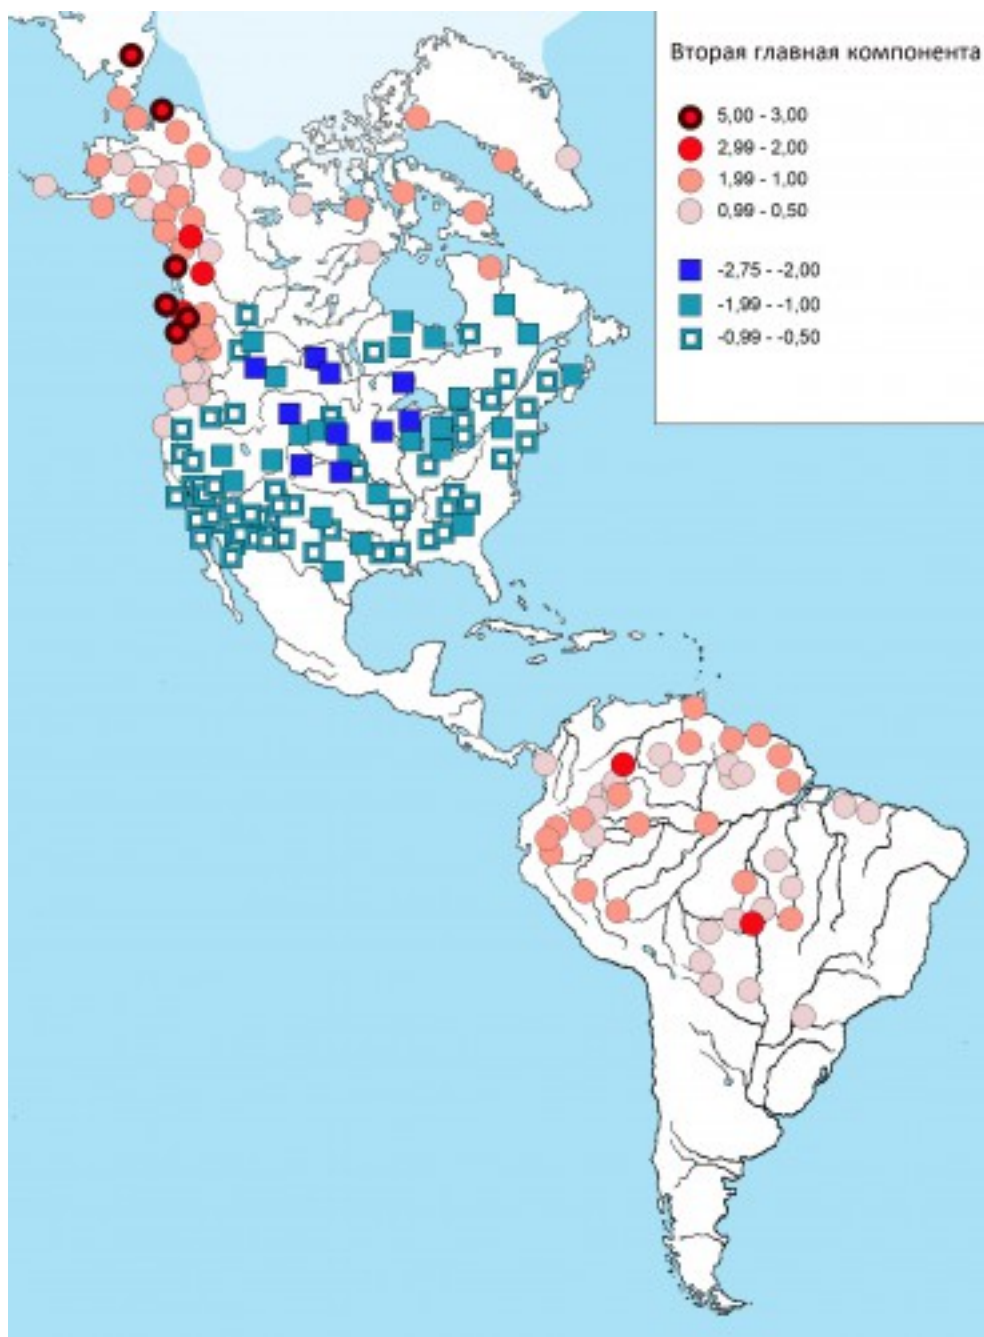 Вторая главная компонента
5,00 - 3,00
2,99 - 2,00
1,99 - 1,00
0,99 - 0,50
-2,75 - -2,00
-1,99 - -1,00
-0,99 - -0,50